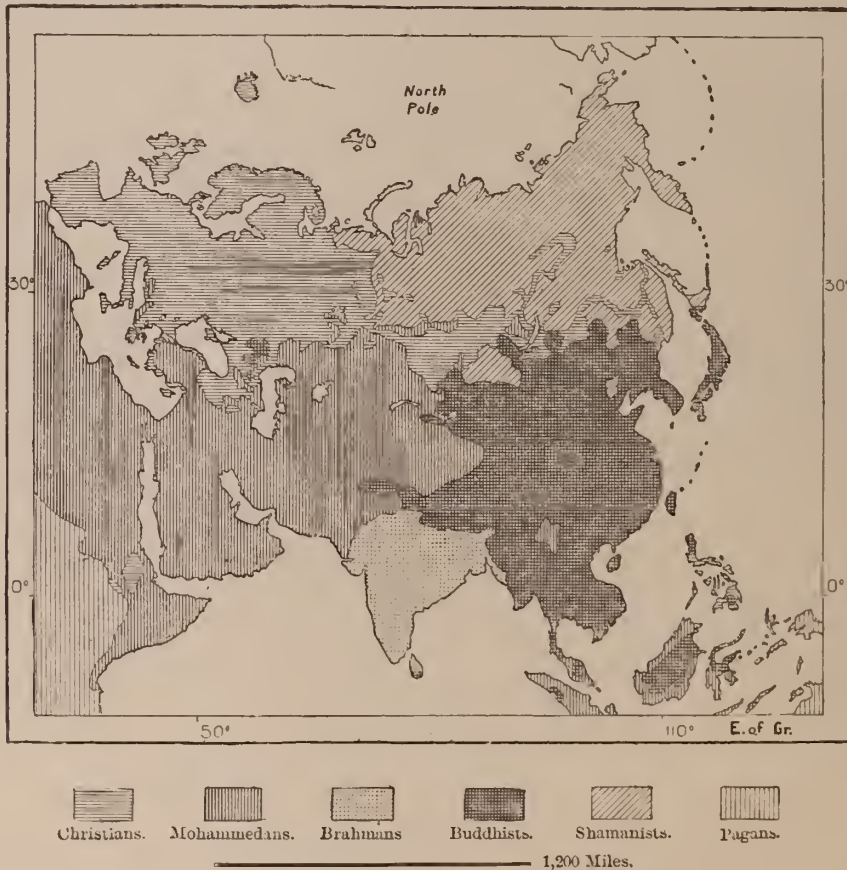 North
Pole
30°
30°
0°
0°
50°
110°
E. of Gr.
Christians. Mohammedans. Brahmans Buddhists. Shamanists. Pagans.
1,200 Miles.